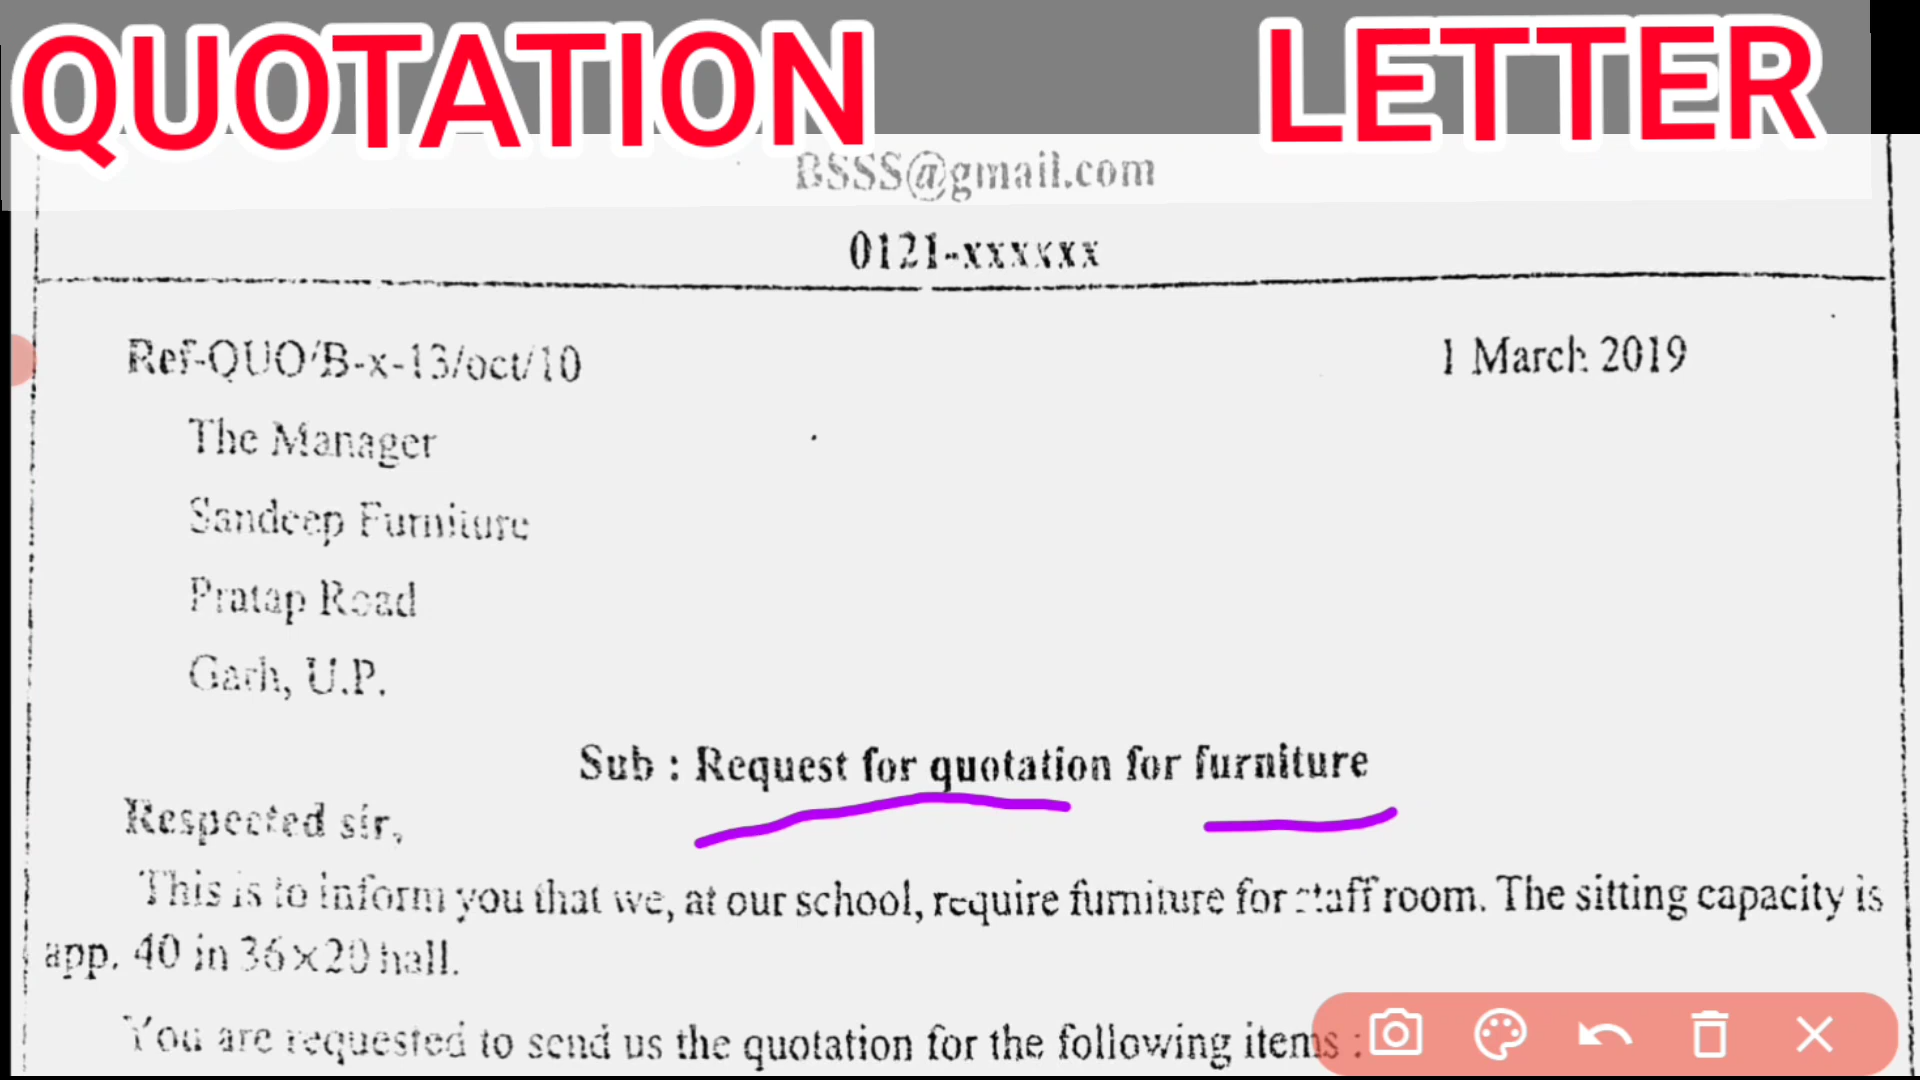 QUOTATION LETTER
BSSS@gmail.com
0121-xxxxxx
Ref-QUO/B-x-13/oct/10 1 March 2019
The Manager
Sandeep Furniture
Pratap Road
Garh, U.P.
Sub : Request for quotation for furniture
Respected sir,
This is to inform you that we, at our school, require furniture for staff room. The sitting capacity is
app. 40 in 36×20 hall.
You are requested to send us the quotation for the following items :